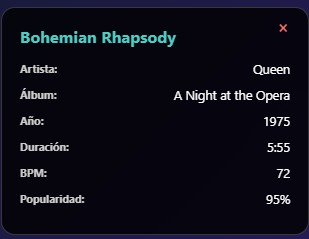 Bohemian Rhapsody ×
Artista: Queen
Álbum: A Night at the Opera
Año: 1975
Duración: 5:55
BPM: 72
Popularidad: 95%